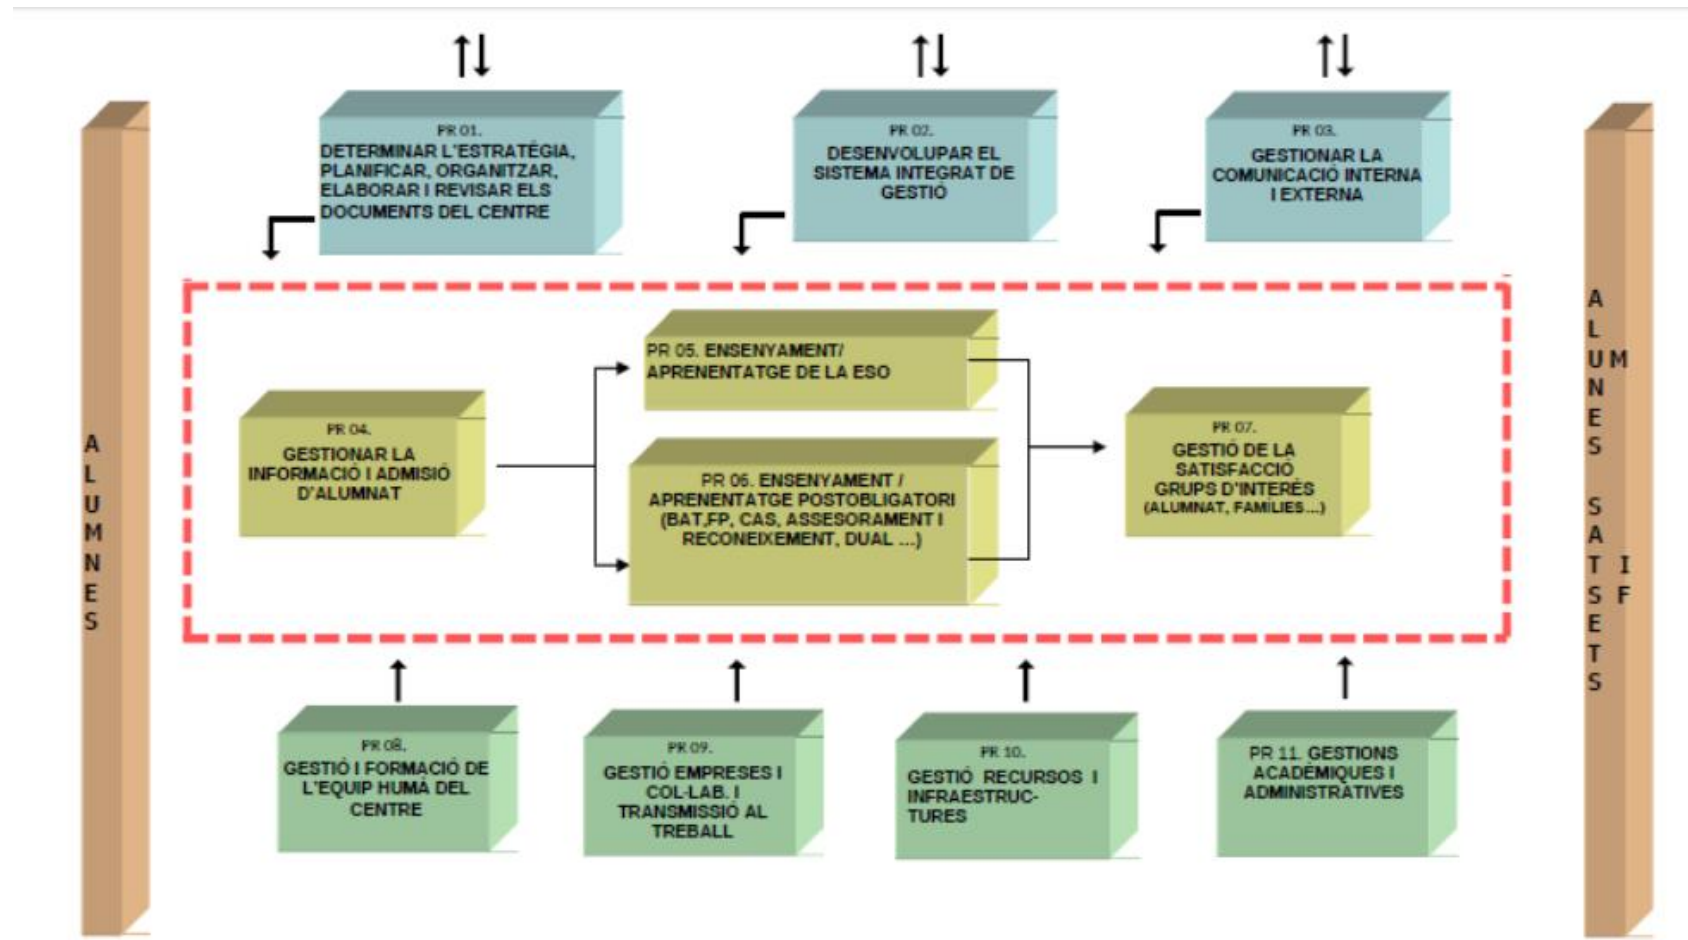 PR 01.
DETERMINAR L'ESTRATÈGIA,
PLANIFICAR, ORGANITZAR,
ELABORAR I REVISAR ELS
DOCUMENTS DEL CENTRE
PR 02.
DESENVOLUPAR EL
SISTEMA INTEGRAT DE
GESTIÓ
PR 03.
GESTIONAR LA
COMUNICACIÓ INTERNA
I EXTERNA
ALUMNES
PR 04.
GESTIONAR LA
INFORMACIÓ I ADMISIÓ
D'ALUMNAT
PR 05. ENSENYAMENT/
APRENENTATGE DE LA ESO
PR 06. ENSENYAMENT /
APRENENTATGE POSTOBLIGATORI
(BAT,FP, CAS, ASSESORAMENT I
RECONEIXEMENT, DUAL ...)
PR 07.
GESTIÓ DE LA
SATISFACCIÓ
GRUPS D'INTERÉS
(ALUMNAT, FAMÍLIES...)
ALUNES SATSETS
M IF
PR 08.
GESTIÓ I FORMACIÓ DE
L'EQUIP HUMÀ DEL
CENTRE
PR 09.
GESTIÓ EMPRESES I
COL·LAB. I
TRANSMISSIÓ AL
TREBALL
PR 10.
GESTIÓ RECURSOS I
INFRAESTRUC-
TURES
PR 11. GESTIONS
ACADÈMIQUES I
ADMINISTRATIVES